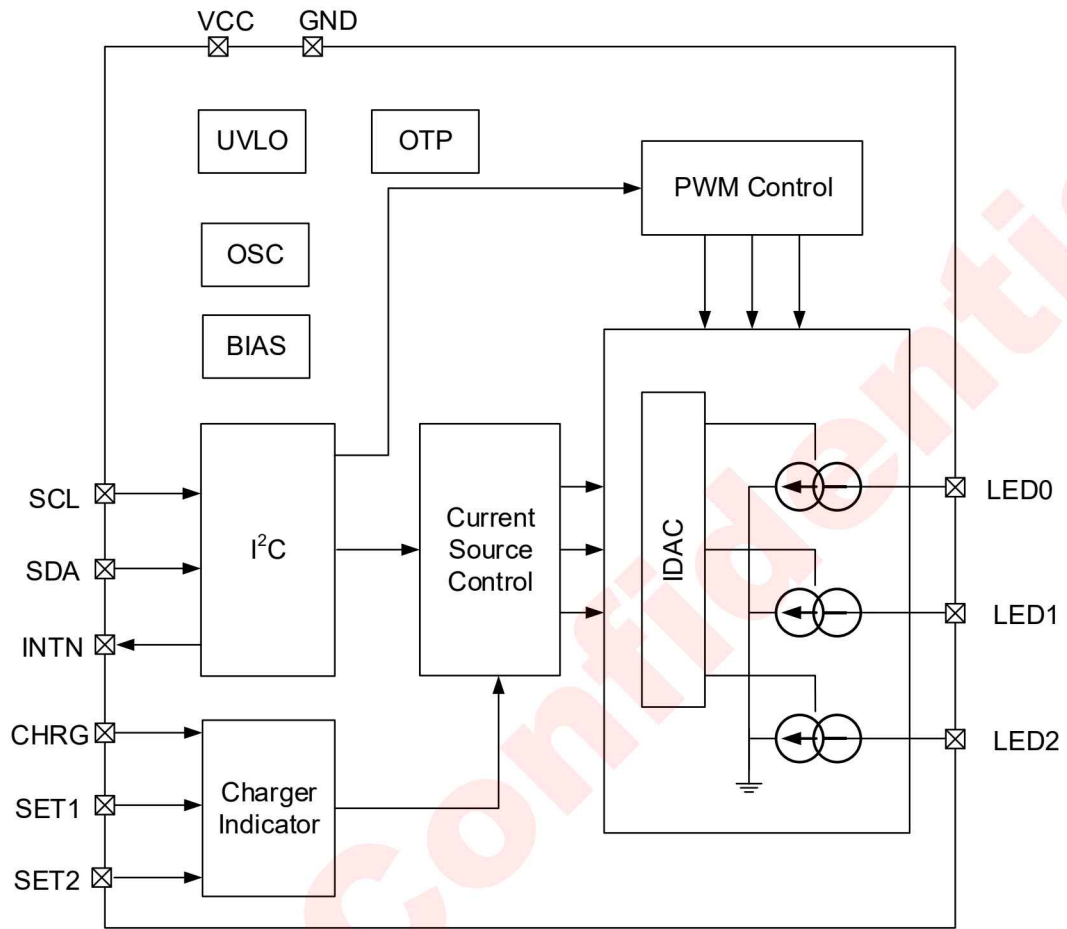 VCC GND
UVLO
OTP
PWM Control
OSC
BIAS
SCL
SDA
INTN
I²C
Current
Source
Control
IDAC
LED0
LED1
LED2
CHRG
SET1
SET2
Charger
Indicator
Confidential